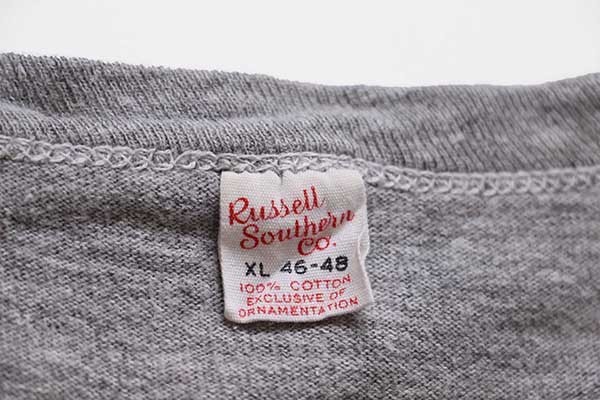 Russell
Southern
Co.
XL 46-48
100% COTTON
EXCLUSIVE OF
ORNAMENTATION